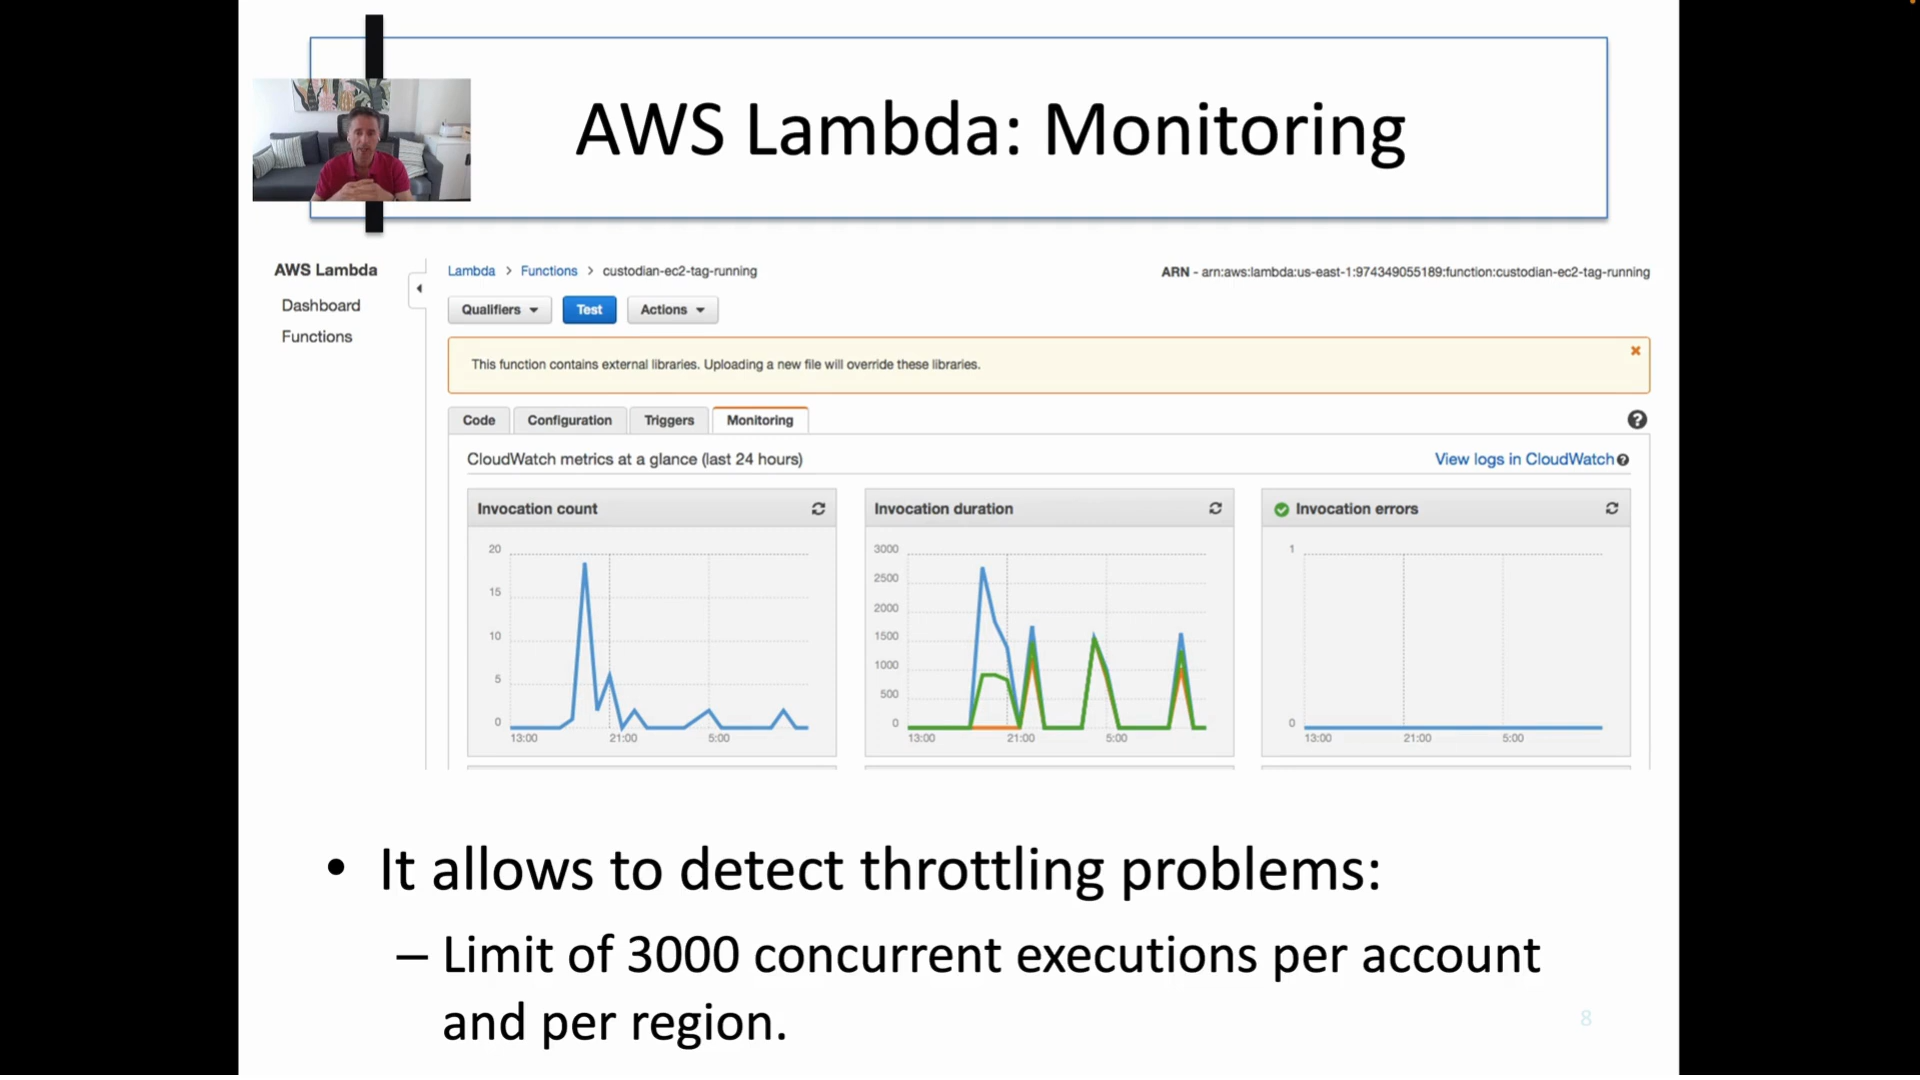 AWS Lambda: Monitoring
AWS Lambda
Dashboard
Functions
Lambda > Functions > custodian-ec2-tag-running
ARN - arn:aws:lambda:us-east-1:974349055189:function:custodian-ec2-tag-running
Qualifiers Test Actions
This function contains external libraries. Uploading a new file will override these libraries.
Code Configuration Triggers Monitoring
CloudWatch metrics at a glance (last 24 hours)
View logs in CloudWatch
Invocation count
20
15
10
5
0
13:00 21:00 5:00
Invocation duration
3000
2500
2000
1500
1000
500
0
13:00 21:00 5:00
Invocation errors
1
0
13:00 21:00 5:00
• It allows to detect throttling problems:
– Limit of 3000 concurrent executions per account
and per region.
8